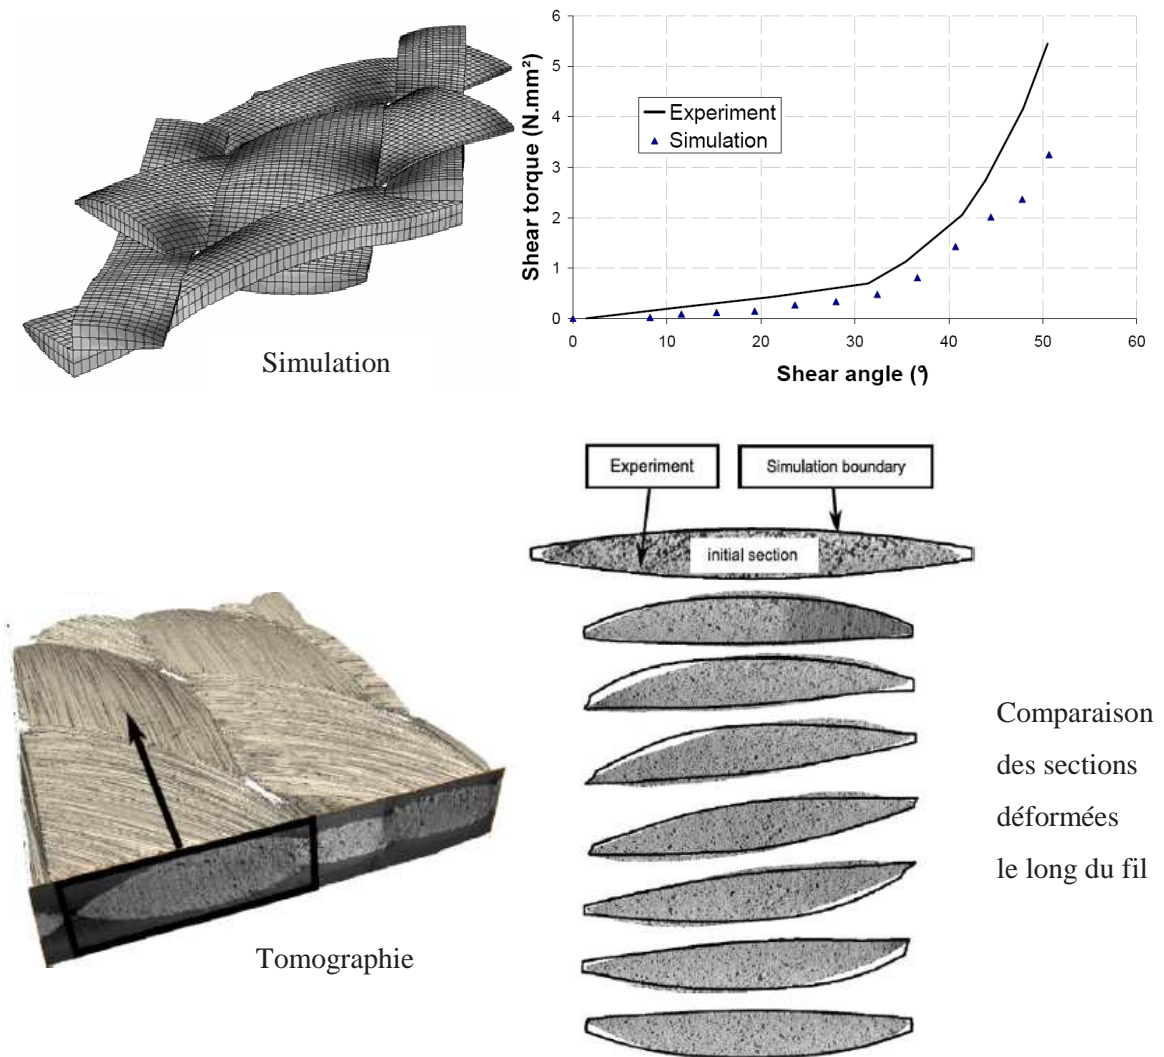 Simulation
6
5
4
3
2
1
0
Shear torque (N.mm²)
Experiment
Simulation
0 10 20 30 40 50 60
Shear angle (°)
Experiment
Simulation boundary
initial section
Comparaison
des sections
déformées
le long du fil
Tomographie